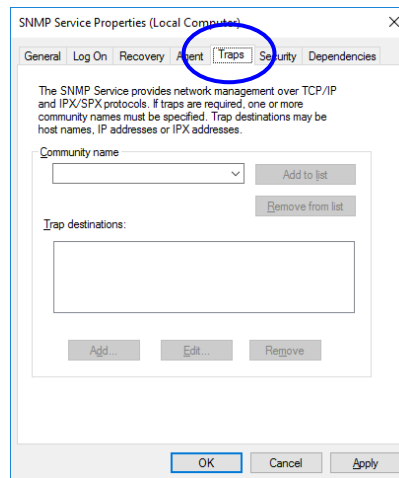 SNMP Service Properties (Local Computer)
General Log On Recovery Agent Traps Security Dependencies
The SNMP Service provides network management over TCP/IP
and IPX/SPX protocols. If traps are required, one or more
community names must be specified. Trap destinations may be
host names, IP addresses or IPX addresses.
Community name
Add to list
Remove from list
Trap destinations:
Add... Edit... Remove
OK Cancel Apply